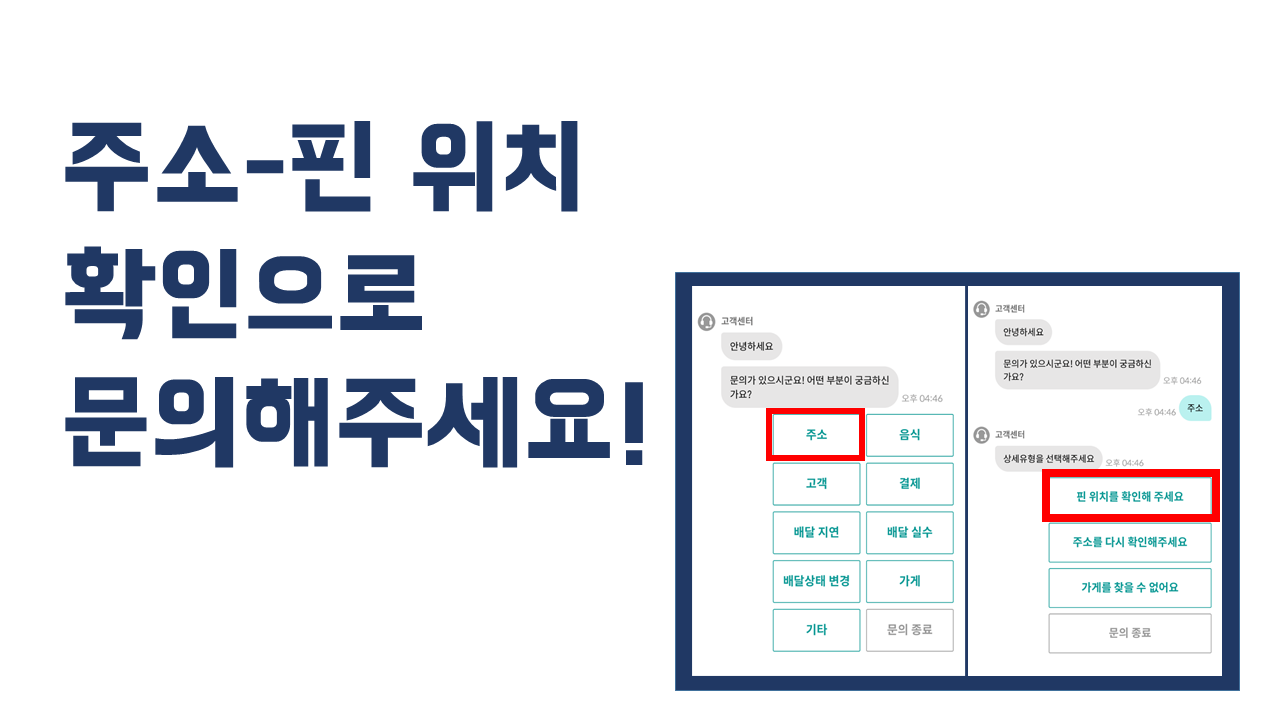 주소-핀 위치
확인으로
문의해주세요!
고객센터
안녕하세요
문의가 있으시군요! 어떤 부분이 궁금하신
가요?
오후 04:46
주소
음식
고객
결제
배달 지연
배달 실수
배달상태 변경
가게
기타
문의 종료
고객센터
안녕하세요
문의가 있으시군요! 어떤 부분이 궁금하신
가요?
오후 04:46
오후 04:46
주소
고객센터
상세유형을 선택해주세요
오후 04:46
핀 위치를 확인해 주세요
주소를 다시 확인해주세요
가게를 찾을 수 없어요
문의 종료